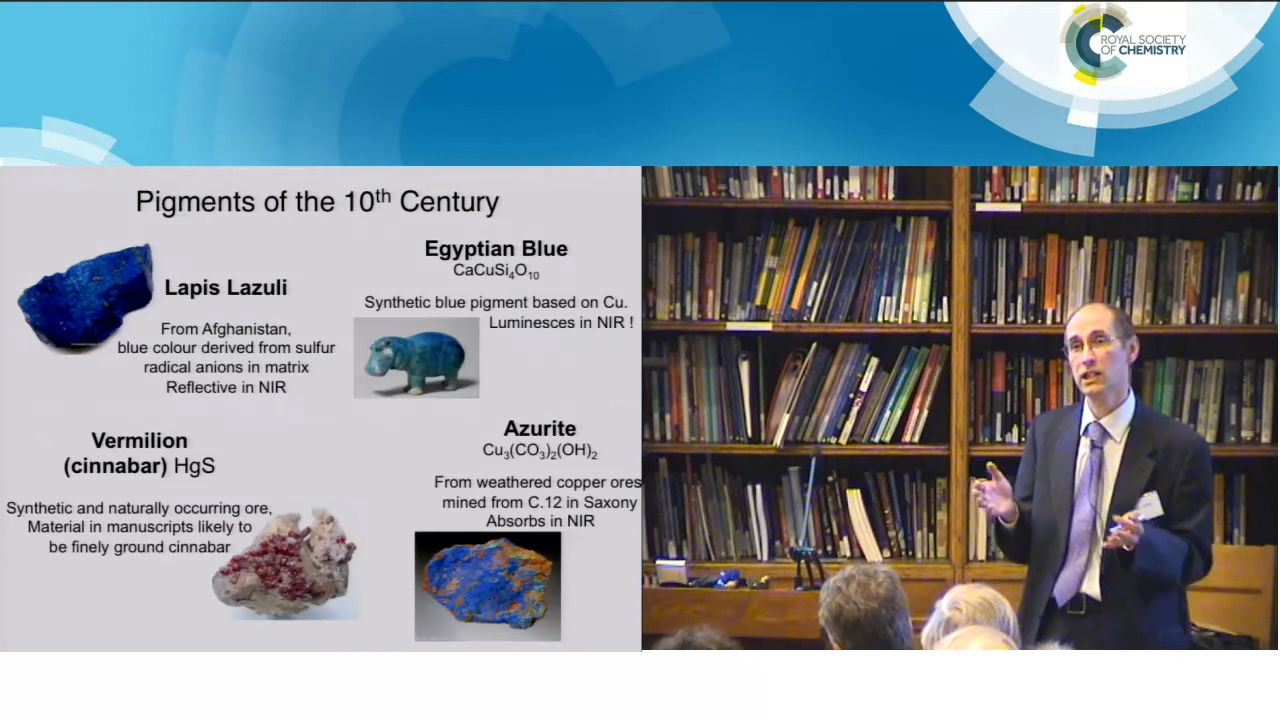 ROYAL SOCIETY
OF CHEMISTRY
Pigments of the 10th Century
Lapis Lazuli
From Afghanistan,
blue colour derived from sulfur
radical anions in matrix
Reflective in NIR
Egyptian Blue
CaCuSi4O10
Synthetic blue pigment based on Cu.
Luminesces in NIR !
Vermilion
(cinnabar) HgS
Synthetic and naturally occurring ore,
Material in manuscripts likely to
be finely ground cinnabar
Azurite
Cu3(CO3)2(OH)2
From weathered copper ores
mined from C.12 in Saxony
Absorbs in NIR